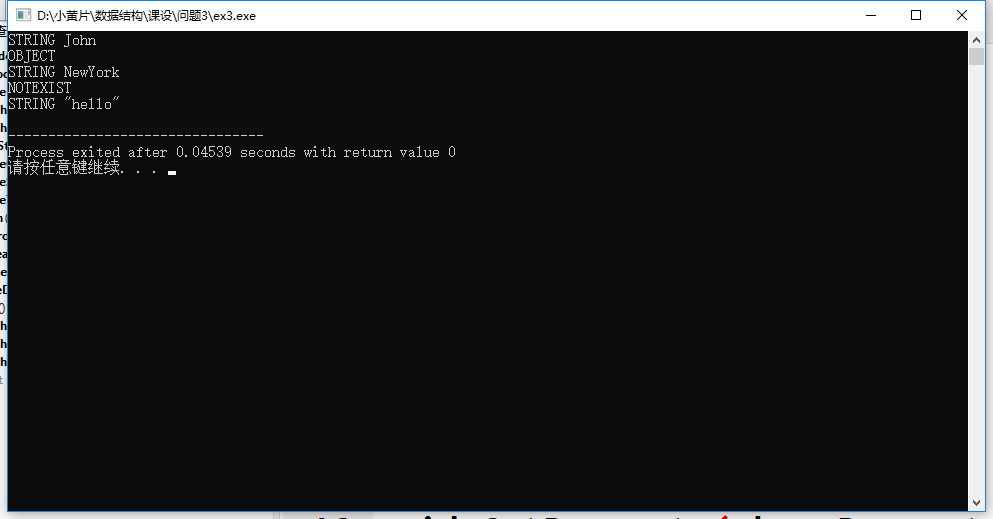 D:\小黄片\数据结构\课设\问题3\ex3.exe
STRING John
OBJECT
STRING NewYork
NOTEXIST
STRING "hello"
--------------------------------
Process exited after 0.04539 seconds with return value 0
请按任意键继续. . .